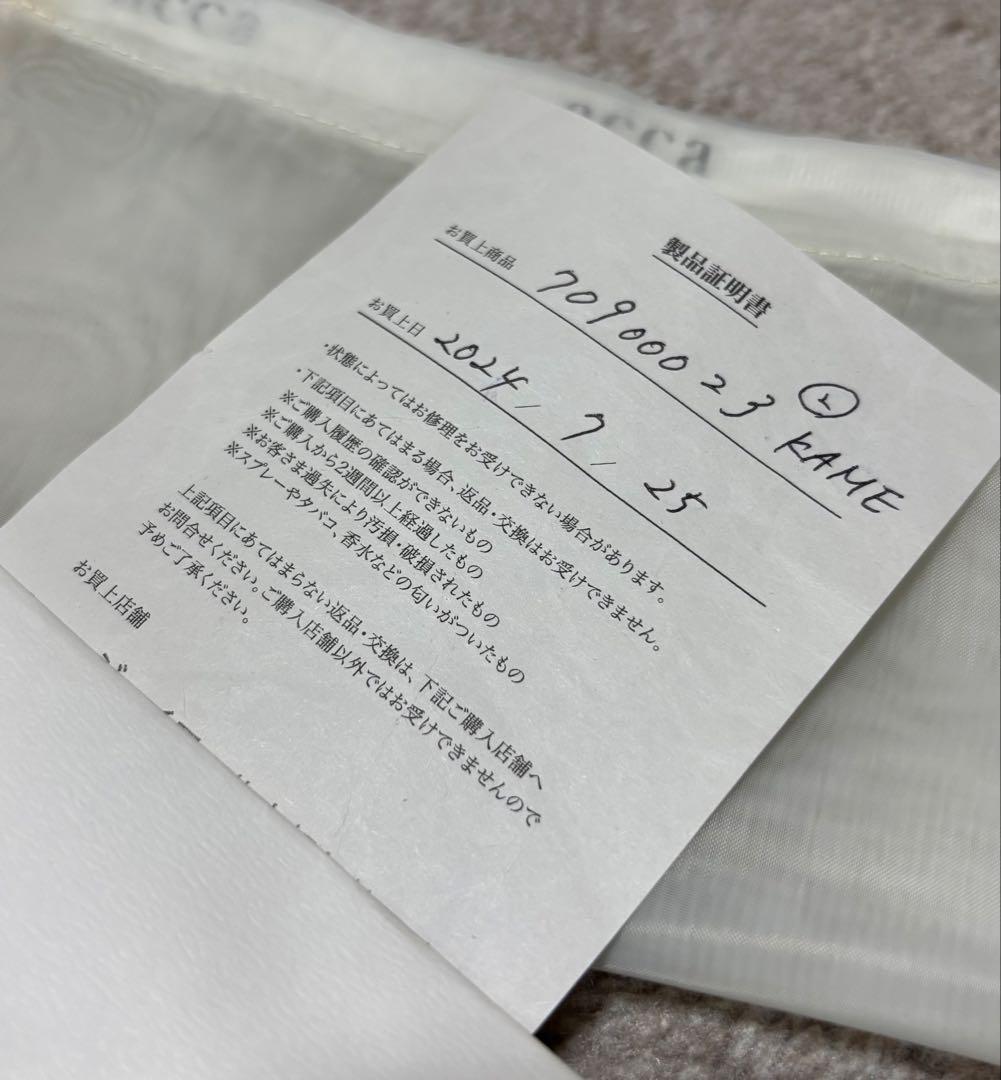 acca
acca
製品証明書
お買上商品 70900023 Ⓛ KAME
お買上日 2024/7/25
・状態によってはお修理をお受けできない場合があります。
・下記項目にあてはまる場合、返品・交換はお受けできません。
※ご購入履歴の確認ができないもの
※ご購入から2週間以上経過したもの
※お客さま過失により汚損・破損されたもの
※スプレーやタバコ、香水などの匂いがついたもの
上記項目にあてはまらない返品・交換は、下記ご購入店舗へ
お問合せください。ご購入店舗以外ではお受けできませんので
予めご了承ください。
お買上店舗